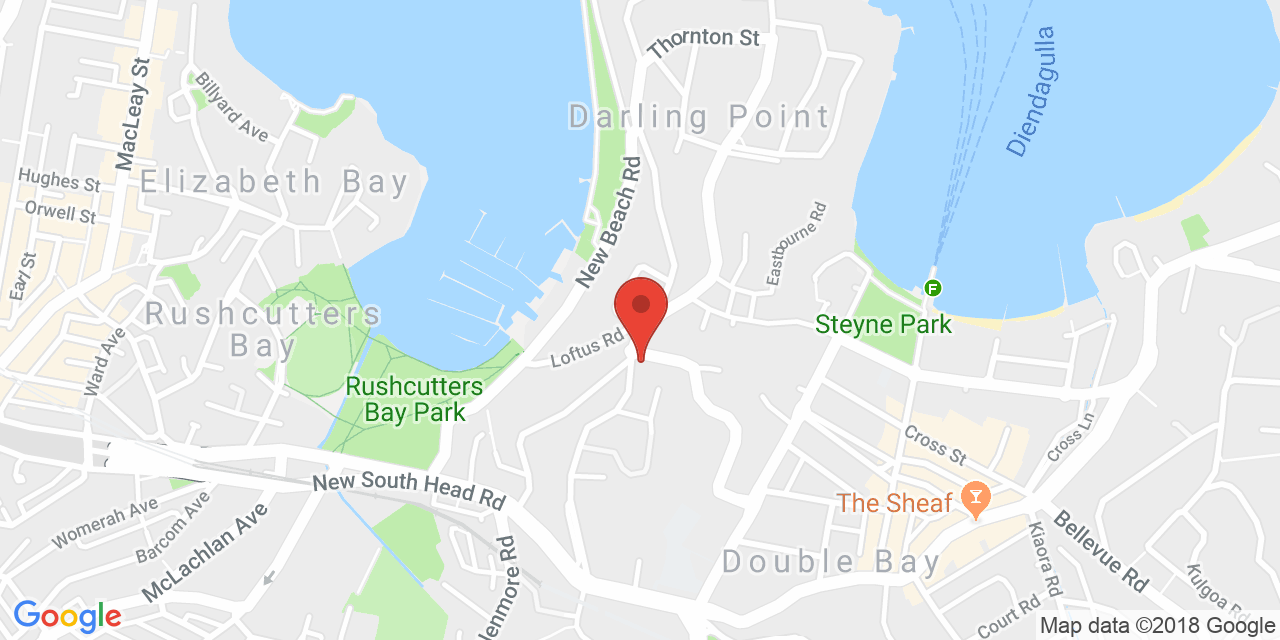 Thornton St
MacLeay St
Billyard Ave
Darling Point
Diendagulla
Hughes St
Elizabeth Bay
New Beach Rd
Orwell St
Eastbourne Rd
Earl St
F
Rushcutters
Bay
Steyne Park
Ward Ave
Loftus Rd
Rushcutters
Bay Park
Cross St
Cross Ln
New South Head Rd
The Sheaf
Womerah Ave
Barcom Ave
McLachlan Ave
Double Bay
Bellevue Rd
Kiaora Rd
Kulgoa Rd
lenmore Rd
Court Rd
Google
Map data ©2018 Google